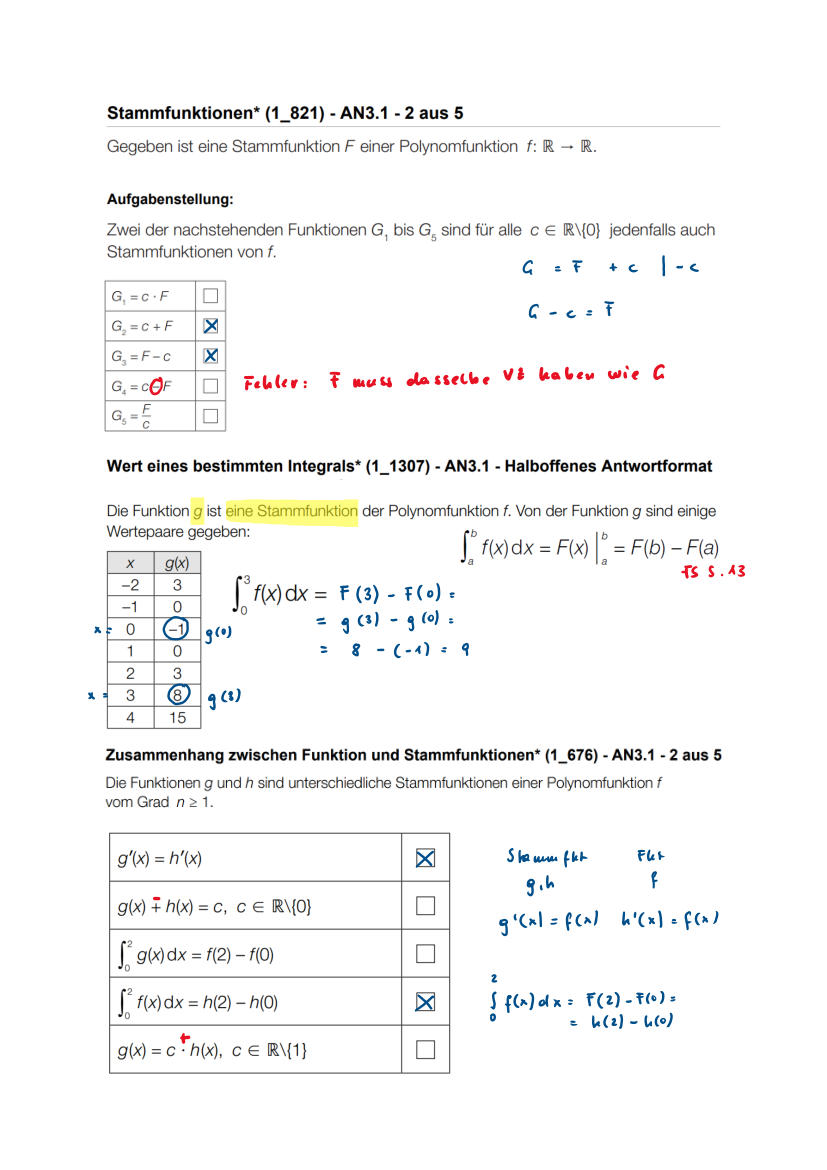 Stammfunktionen* (1_821) - AN3.1 - 2 aus 5
Gegeben ist eine Stammfunktion F einer Polynomfunktion f: ℝ → ℝ.
Aufgabenstellung:
Zwei der nachstehenden Funktionen G₁ bis G₅ sind für alle c ∈ ℝ\{0} jedenfalls auch
Stammfunktionen von f.
G = F + c | - c
G - c = F
G₁ = c · F ☐
G₂ = c + F ☒
G₃ = F – c ☒
G₄ = c – F ☐
Fehler: F muss dasselbe VZ haben wie G
G₅ = F/c ☐
Wert eines bestimmten Integrals* (1_1307) - AN3.1 - Halboffenes Antwortformat
Die Funktion g ist eine Stammfunktion der Polynomfunktion f. Von der Funktion g sind einige
Wertepaare gegeben:
∫ₐᵇ f(x) dx = F(x) |ₐᵇ = F(b) – F(a)
FS S. 13
x g(x)
–2 3
–1 0
x = 0 –1 g(0)
1 0
2 3
x = 3 8 g(3)
4 15
∫₀³ f(x) dx = F(3) - F(0) =
= g(3) - g(0) =
= 8 - (-1) = 9
Zusammenhang zwischen Funktion und Stammfunktionen* (1_676) - AN3.1 - 2 aus 5
Die Funktionen g und h sind unterschiedliche Stammfunktionen einer Polynomfunktion f
vom Grad n ≥ 1.
g′(x) = h′(x) ☒
g(x) + h(x) = c, c ∈ ℝ\{0} ☐
-
∫₀² g(x) dx = f(2) – f(0) ☐
∫₀² f(x) dx = h(2) – h(0) ☒
g(x) = c · h(x), c ∈ ℝ\{1} ☐
+
Stammfkt Fkt
g,h f
g'(x) = f(x) h'(x) = f(x)
∫₀² f(x) dx = F(2) - F(0) =
= h(2) - h(0)